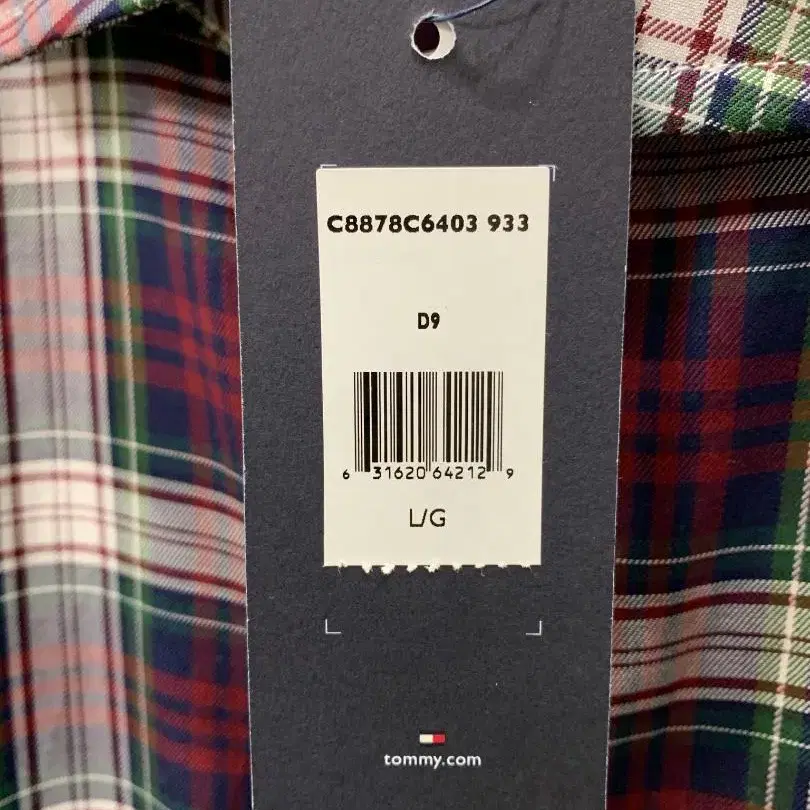 C8878C6403 933
D9
6 31620 64212 9
L/G
tommy.com